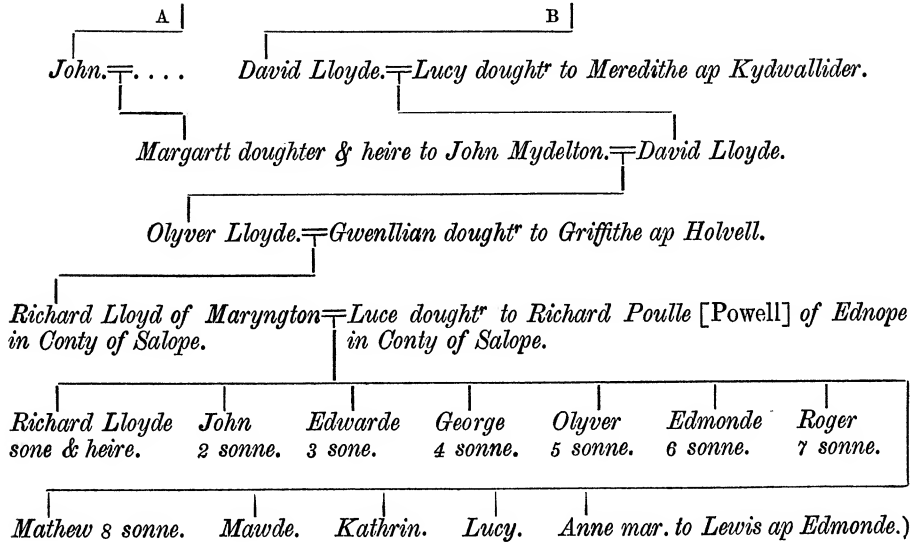 A B
John. . . . . David Lloyde. Lucy dought^r to Meredithe ap Kydwallider.
Margartt doughter & heire to John Mydelton. David Lloyde.
Olyver Lloyde. Gwenllian dought^r to Griffithe ap Holvell.
Richard Lloyd of Maryngton Luce dought^r to Richard Poulle [Powell] of Ednope
in Conty of Salope. in Conty of Salope.
Richard Lloyde John Edwarde George Olyver Edmonde Roger
sone & heire. 2 sonne. 3 sone. 4 sonne. 5 sonne. 6 sonne. 7 sonne.
Mathew 8 sonne. Mawde. Kathrin. Lucy. Anne mar. to Lewis ap Edmonde.)